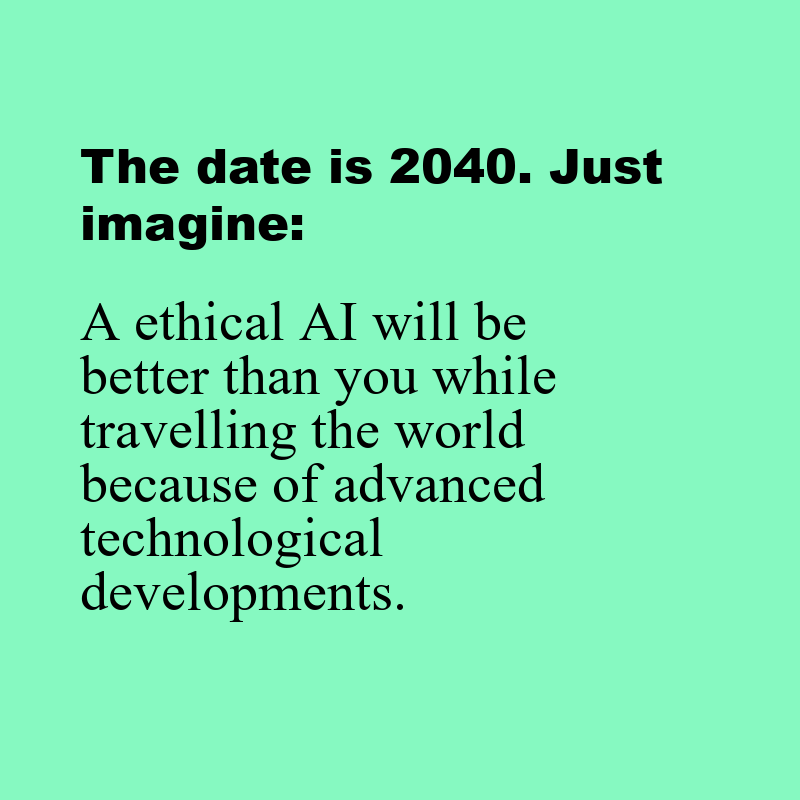 The date is 2040. Just
imagine:
A ethical AI will be
better than you while
travelling the world
because of advanced
technological
developments.